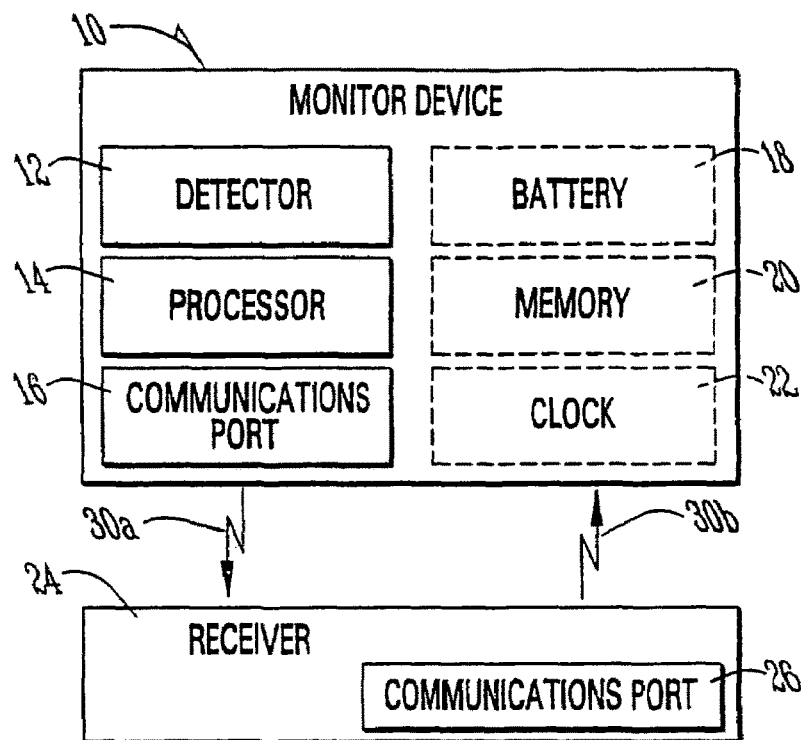 10
MONITOR DEVICE
12
DETECTOR
BATTERY
18
14
PROCESSOR
MEMORY
20
16
COMMUNICATIONS
PORT
CLOCK
22
30a
30b
24
RECEIVER
COMMUNICATIONS PORT
26